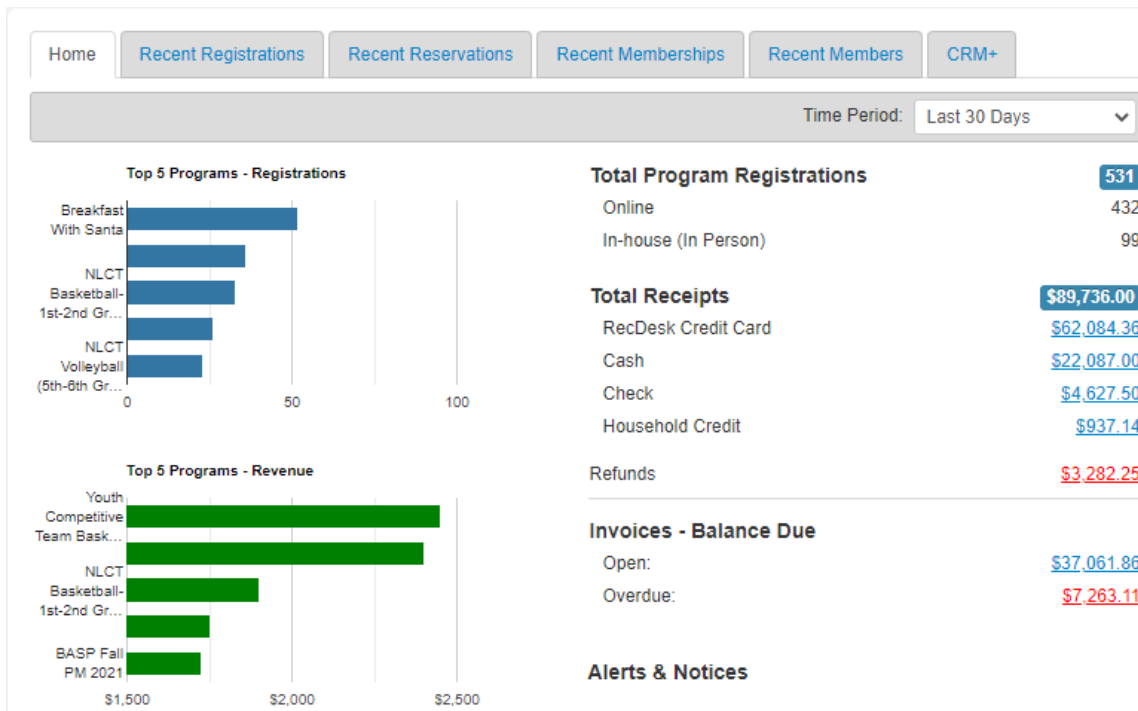 Home
Recent Registrations
Recent Reservations
Recent Memberships
Recent Members
CRM+
Time Period:
Last 30 Days
Top 5 Programs - Registrations
Breakfast
With Santa
NLCT
Basketball-
1st-2nd Gr...
NLCT
Volleyball
(5th-6th Gr...
0
50
100
Top 5 Programs - Revenue
Youth
Competitive
Team Bask...
NLCT
Basketball-
1st-2nd Gr...
BASP Fall
PM 2021
$1,500
$2,000
$2,500
Total Program Registrations 531
Online 432
In-house (In Person) 99
Total Receipts $89,736.00
RecDesk Credit Card $62,084.36
Cash $22,087.00
Check $4,627.50
Household Credit $937.14
Refunds $3,282.25
Invoices - Balance Due
Open: $37,061.86
Overdue: $7,263.11
Alerts & Notices